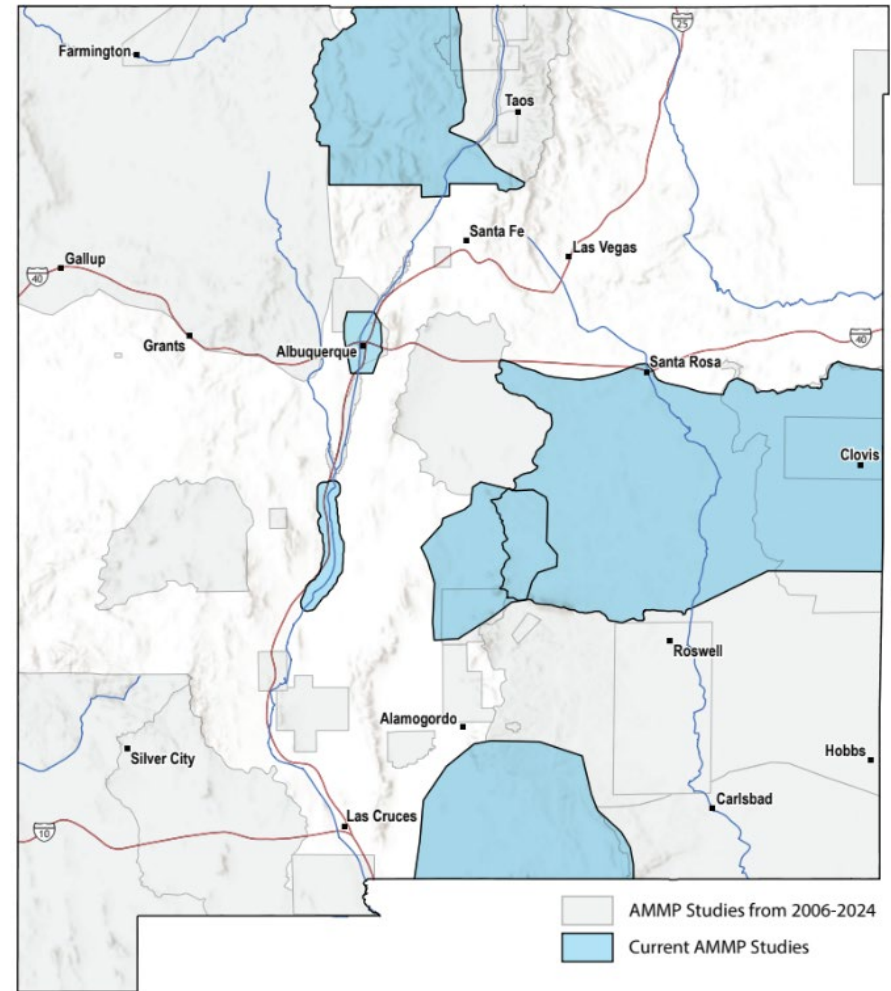 25
Farmington
Taos
Santa Fe
Las Vegas
Gallup
40
Grants
Albuquerque
40
Santa Rosa
Clovis
Roswell
Alamogordo
Silver City
Hobbs
Carlsbad
Las Cruces
10
AMMP Studies from 2006-2024
Current AMMP Studies